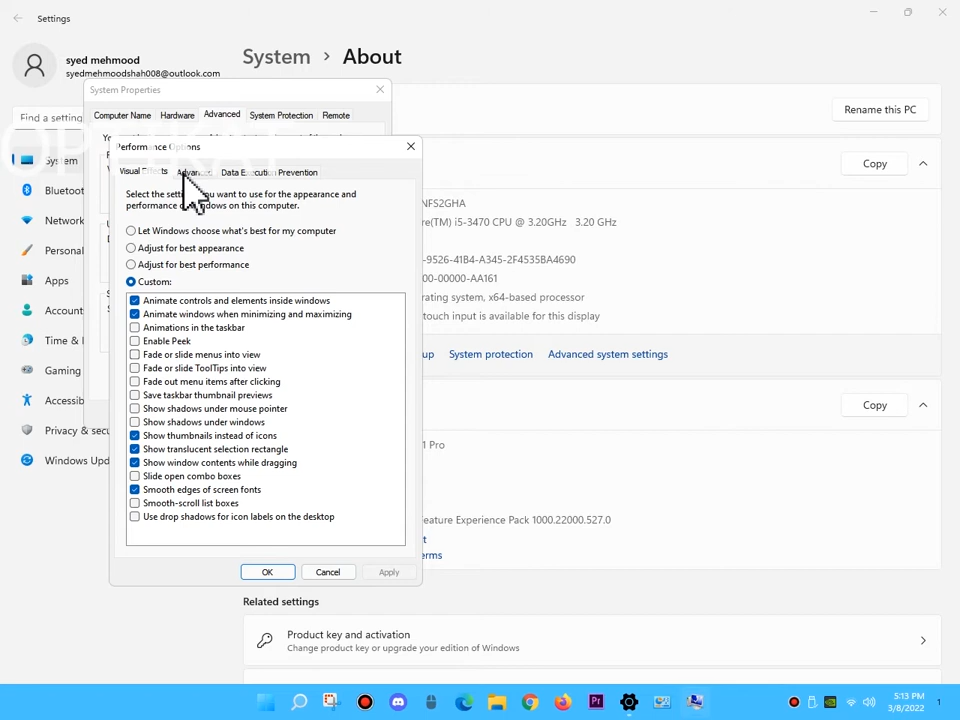 Settings
syed mehmood
syedmehmoodshah008@outlook.com
System > About
System Properties
Computer Name Hardware Advanced System Protection Remote
Find a setting
Rename this PC
Performance Options
Visual Effects Advanced Data Execution Prevention
Select the settings you want to use for the appearance and
performance of Windows on this computer.
Let Windows choose what's best for my computer
Adjust for best appearance
Adjust for best performance
Custom:
Animate controls and elements inside windows
Animate windows when minimizing and maximizing
Animations in the taskbar
Enable Peek
Fade or slide menus into view
Fade or slide ToolTips into view
Fade out menu items after clicking
Save taskbar thumbnail previews
Show shadows under mouse pointer
Show shadows under windows
Show thumbnails instead of icons
Show translucent selection rectangle
Show window contents while dragging
Slide open combo boxes
Smooth edges of screen fonts
Smooth-scroll list boxes
Use drop shadows for icon labels on the desktop
OK Cancel Apply
System
Bluetoot
Network
Personal
Apps
Account
Time &
Gaming
Accessib
Privacy & secu
Windows Upd
Copy
NFS2GHA
re(TM) i5-3470 CPU @ 3.20GHz 3.20 GHz
-9526-41B4-A345-2F4535BA4690
-00-00000-AA161
rating system, x64-based processor
touch input is available for this display
up System protection Advanced system settings
Copy
1 Pro
eature Experience Pack 1000.22000.527.0
t
erms
Related settings
Product key and activation
Change product key or upgrade your edition of Windows
5:13 PM
3/8/2022
1